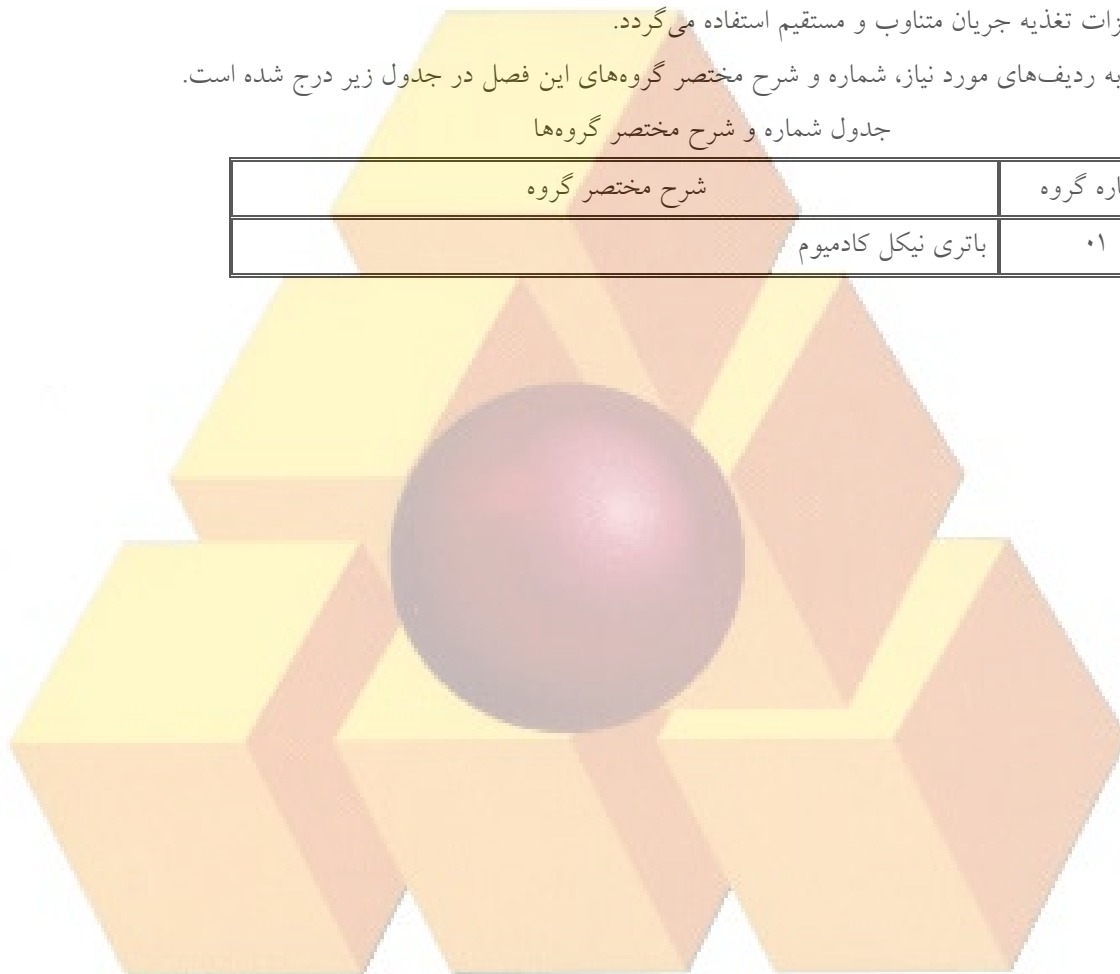 تغذیه جریان متناوب و مستقیم استفاده می‌گردد.
به ردیف‌های مورد نیاز، شماره و شرح مختصر گروه‌های این فصل در جدول زیر درج شده است.
جدول شماره و شرح مختصر گروه‌ها
گروه شرح مختصر گروه
۰۱ باتری نیکل کادمیوم